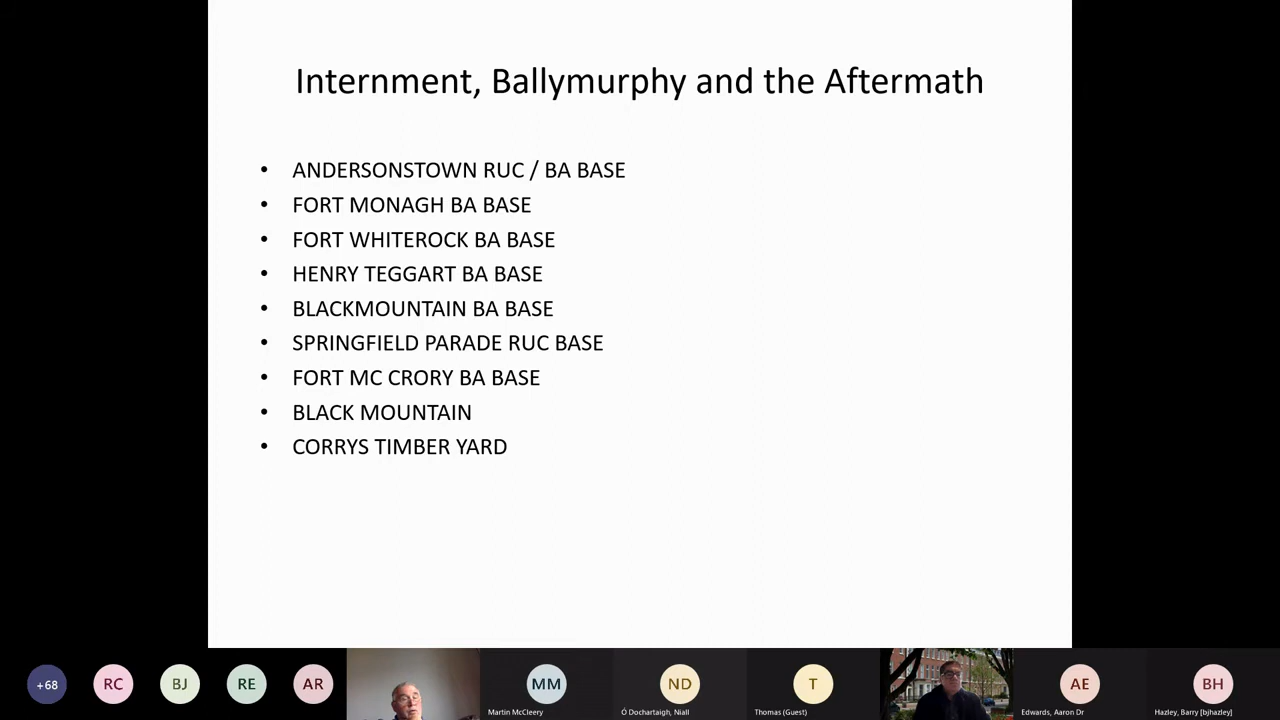 Internment, Ballymurphy and the Aftermath
• ANDERSONSTOWN RUC / BA BASE
• FORT MONAGH BA BASE
• FORT WHITEROCK BA BASE
• HENRY TEGGART BA BASE
• BLACKMOUNTAIN BA BASE
• SPRINGFIELD PARADE RUC BASE
• FORT MC CRORY BA BASE
• BLACK MOUNTAIN
• CORRYS TIMBER YARD
+68 RC BJ RE AR MM ND T AE BH
Martin McCleery Ó Dochartaigh, Niall Thomas (Guest) Edwards, Aaron Dr Hazley, Barry [bjhazley]